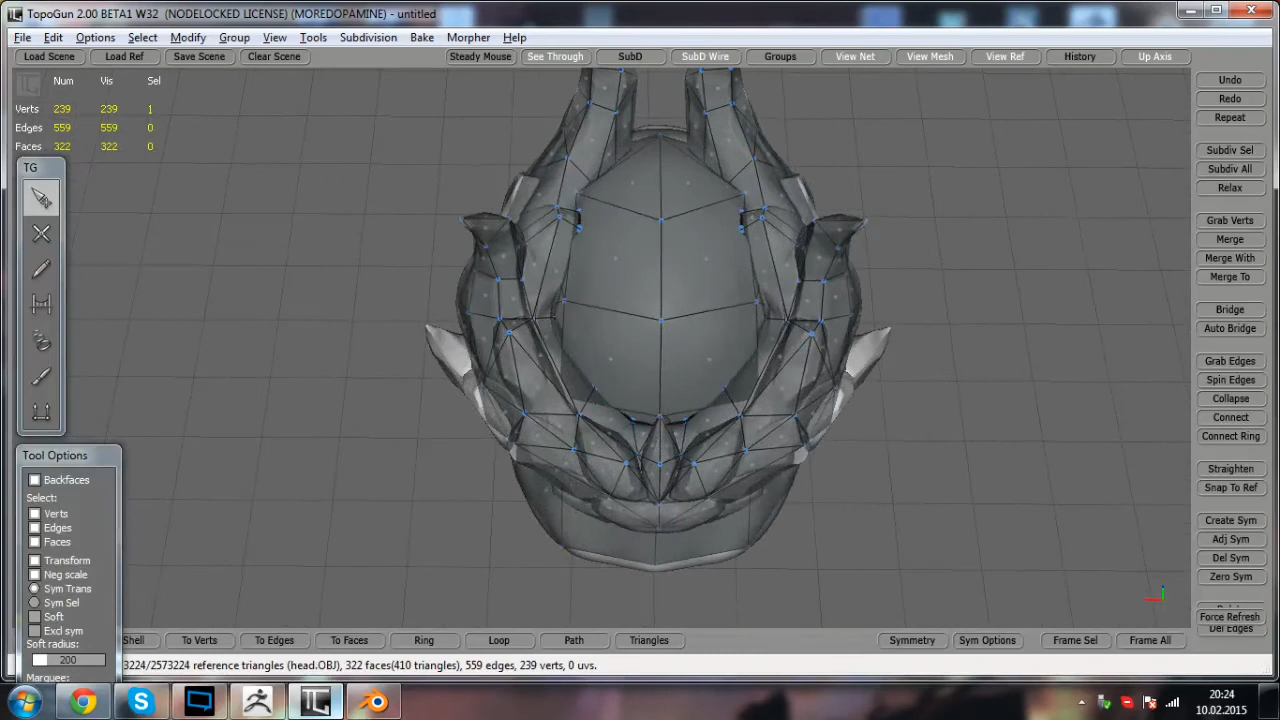 TopoGun 2.00 BETA1 W32 (NODELOCKED LICENSE) (MOREDOPAMINE) - untitled
File Edit Options Select Modify Group View Tools Subdivision Bake Morpher Help
Load Scene Load Ref Save Scene Clear Scene Steady Mouse See Through SubD SubD Wire Groups View Net View Mesh View Ref History Up Axis
Num Vis Sel
Verts 239 239 1
Edges 559 559 0
Faces 322 322 0
TG
Tool Options
Backfaces
Select:
Verts
Edges
Faces
Transform
Neg scale
Sym Trans
Sym Sel
Soft
Excl sym
Soft radius:
200
Marquee:
Undo
Redo
Repeat
Subdiv Sel
Subdiv All
Relax
Grab Verts
Merge
Merge With
Merge To
Bridge
Auto Bridge
Grab Edges
Spin Edges
Collapse
Connect
Connect Ring
Straighten
Snap To Ref
Create Sym
Adj Sym
Del Sym
Zero Sym
Force Refresh
Del Edges
Shell To Verts To Edges To Faces Ring Loop Path Triangles Symmetry Sym Options Frame Sel Frame All
3224/2573224 reference triangles (head.OBJ), 322 faces(410 triangles), 559 edges, 239 verts, 0 uvs.
20:24
10.02.2015